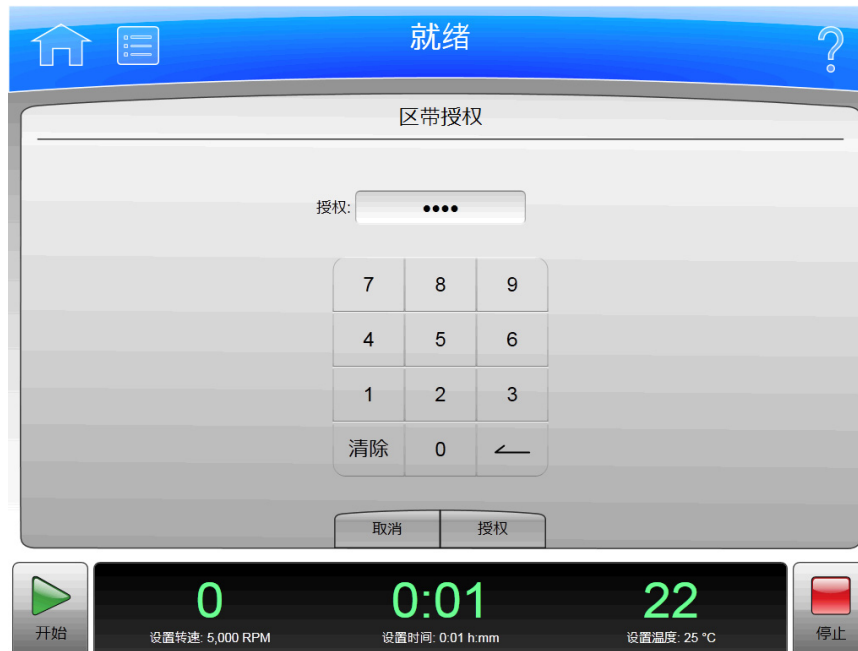 就绪
?
区带授权
授权: ••••
7 8 9
4 5 6
1 2 3
清除 0
取消 授权
0 0:01 22
开始 设置转速: 5,000 RPM 设置时间: 0:01 h:mm 设置温度: 25 °C 停止